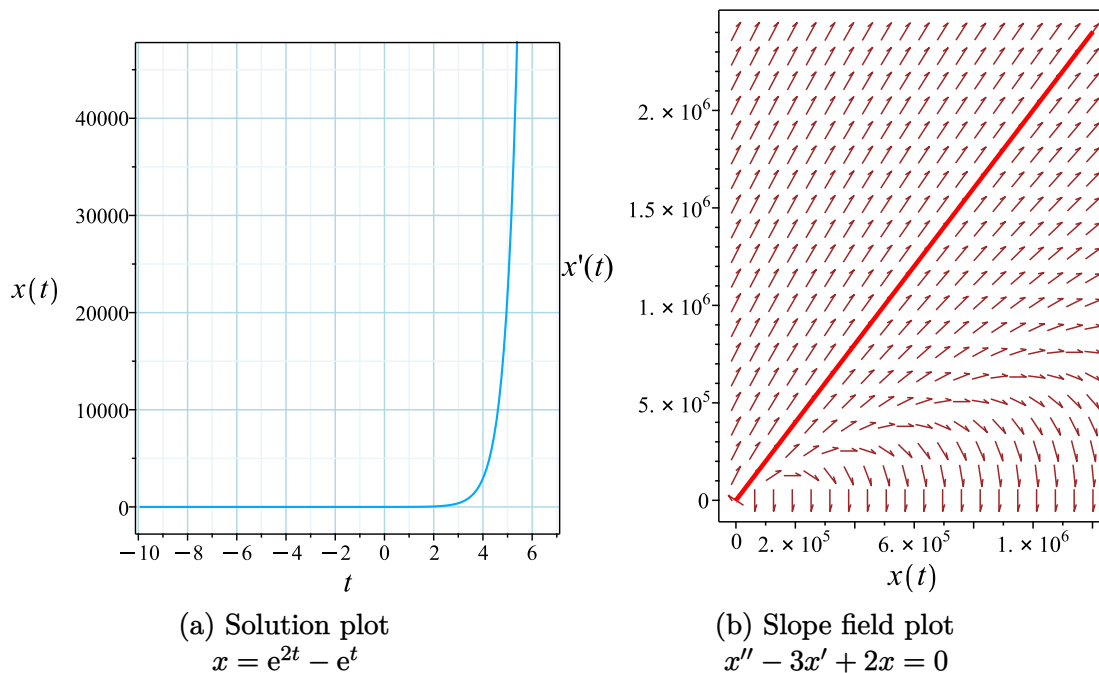 x(t)
40000
30000
20000
10000
0
−10 −8 −6 −4 −2 0 2 4 6
t
(a) Solution plot
x = e^{2t} − e^t
x'(t)
2. × 10^6
1.5 × 10^6
1. × 10^6
5. × 10^5
0
0 2. × 10^5 6. × 10^5 1. × 10^6
x(t)
(b) Slope field plot
x'' − 3x' + 2x = 0